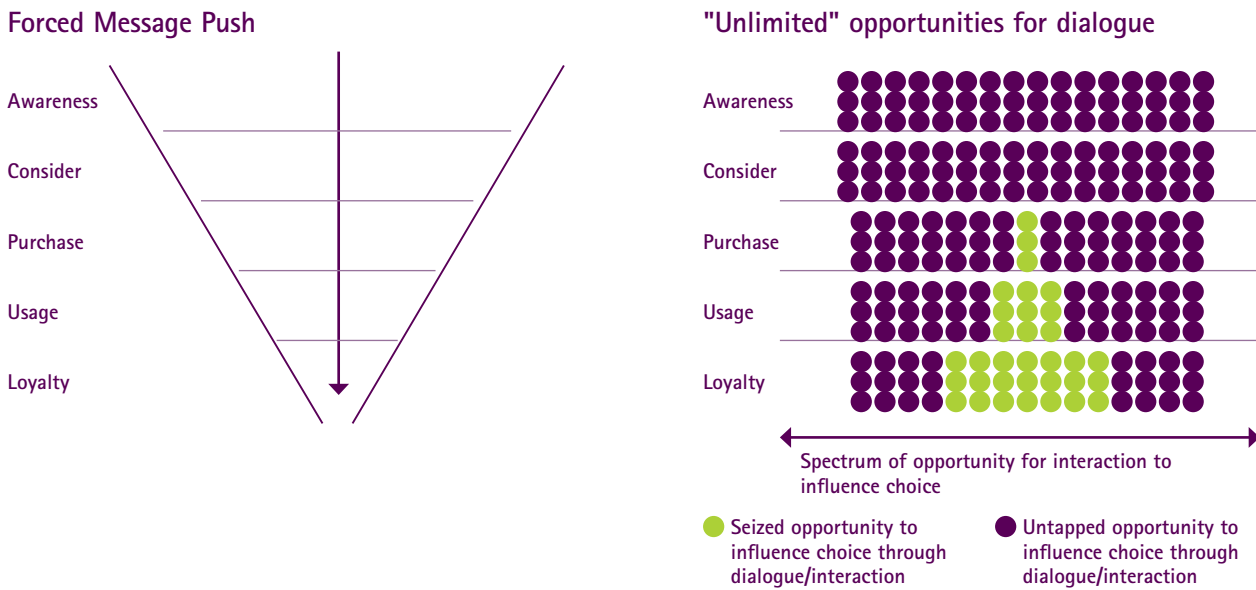 Forced Message Push
Awareness
Consider
Purchase
Usage
Loyalty
"Unlimited" opportunities for dialogue
Awareness
Consider
Purchase
Usage
Loyalty
Spectrum of opportunity for interaction to
influence choice
Seized opportunity to
influence choice through
dialogue/interaction
Untapped opportunity to
influence choice through
dialogue/interaction